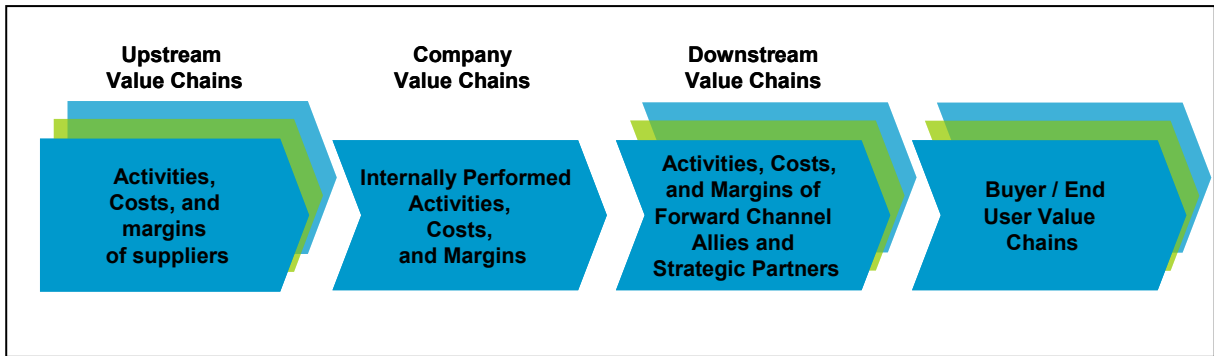 Upstream
Value Chains
Company
Value Chains
Downstream
Value Chains
Activities,
Costs, and
margins
of suppliers
Internally Performed
Activities,
Costs,
and Margins
Activities, Costs,
and Margins of
Forward Channel
Allies and
Strategic Partners
Buyer / End
User Value
Chains